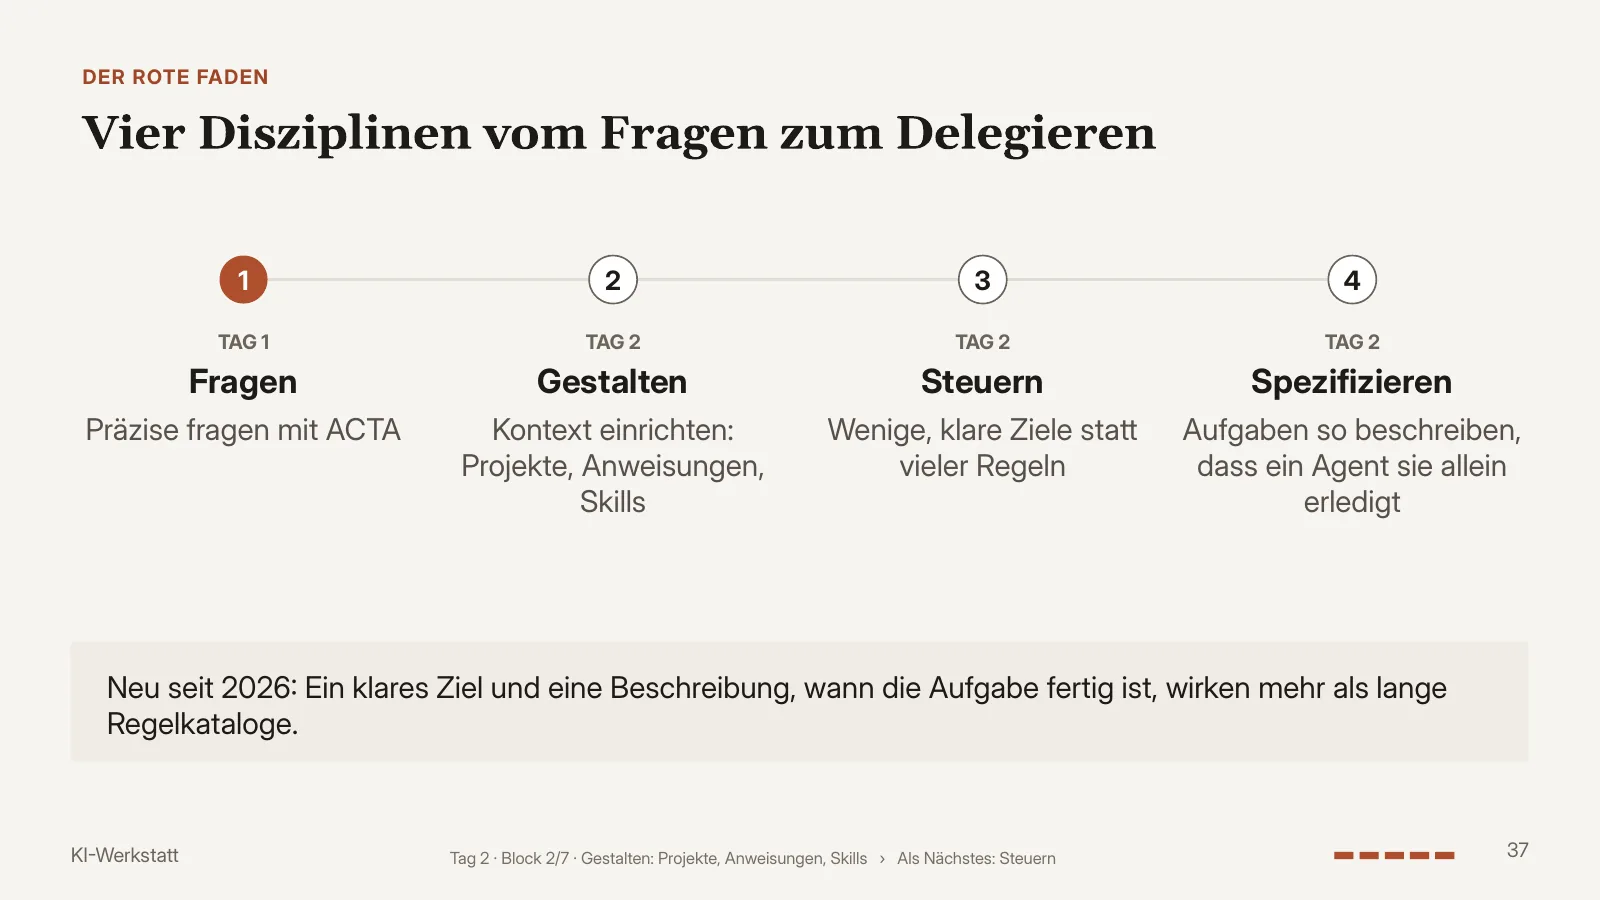 DER ROTE FADEN
Vier Disziplinen vom Fragen zum Delegieren
1
2
3
4
TAG 1
TAG 2
TAG 2
TAG 2
Fragen
Gestalten
Steuern
Spezifizieren
Präzise fragen mit ACTA
Kontext einrichten:
Projekte, Anweisungen,
Skills
Wenige, klare Ziele statt
vieler Regeln
Aufgaben so beschreiben,
dass ein Agent sie allein
erledigt
Neu seit 2026: Ein klares Ziel und eine Beschreibung, wann die Aufgabe fertig ist, wirken mehr als lange
Regelkataloge.
KI-Werkstatt
Tag 2 · Block 2/7 · Gestalten: Projekte, Anweisungen, Skills › Als Nächstes: Steuern
37